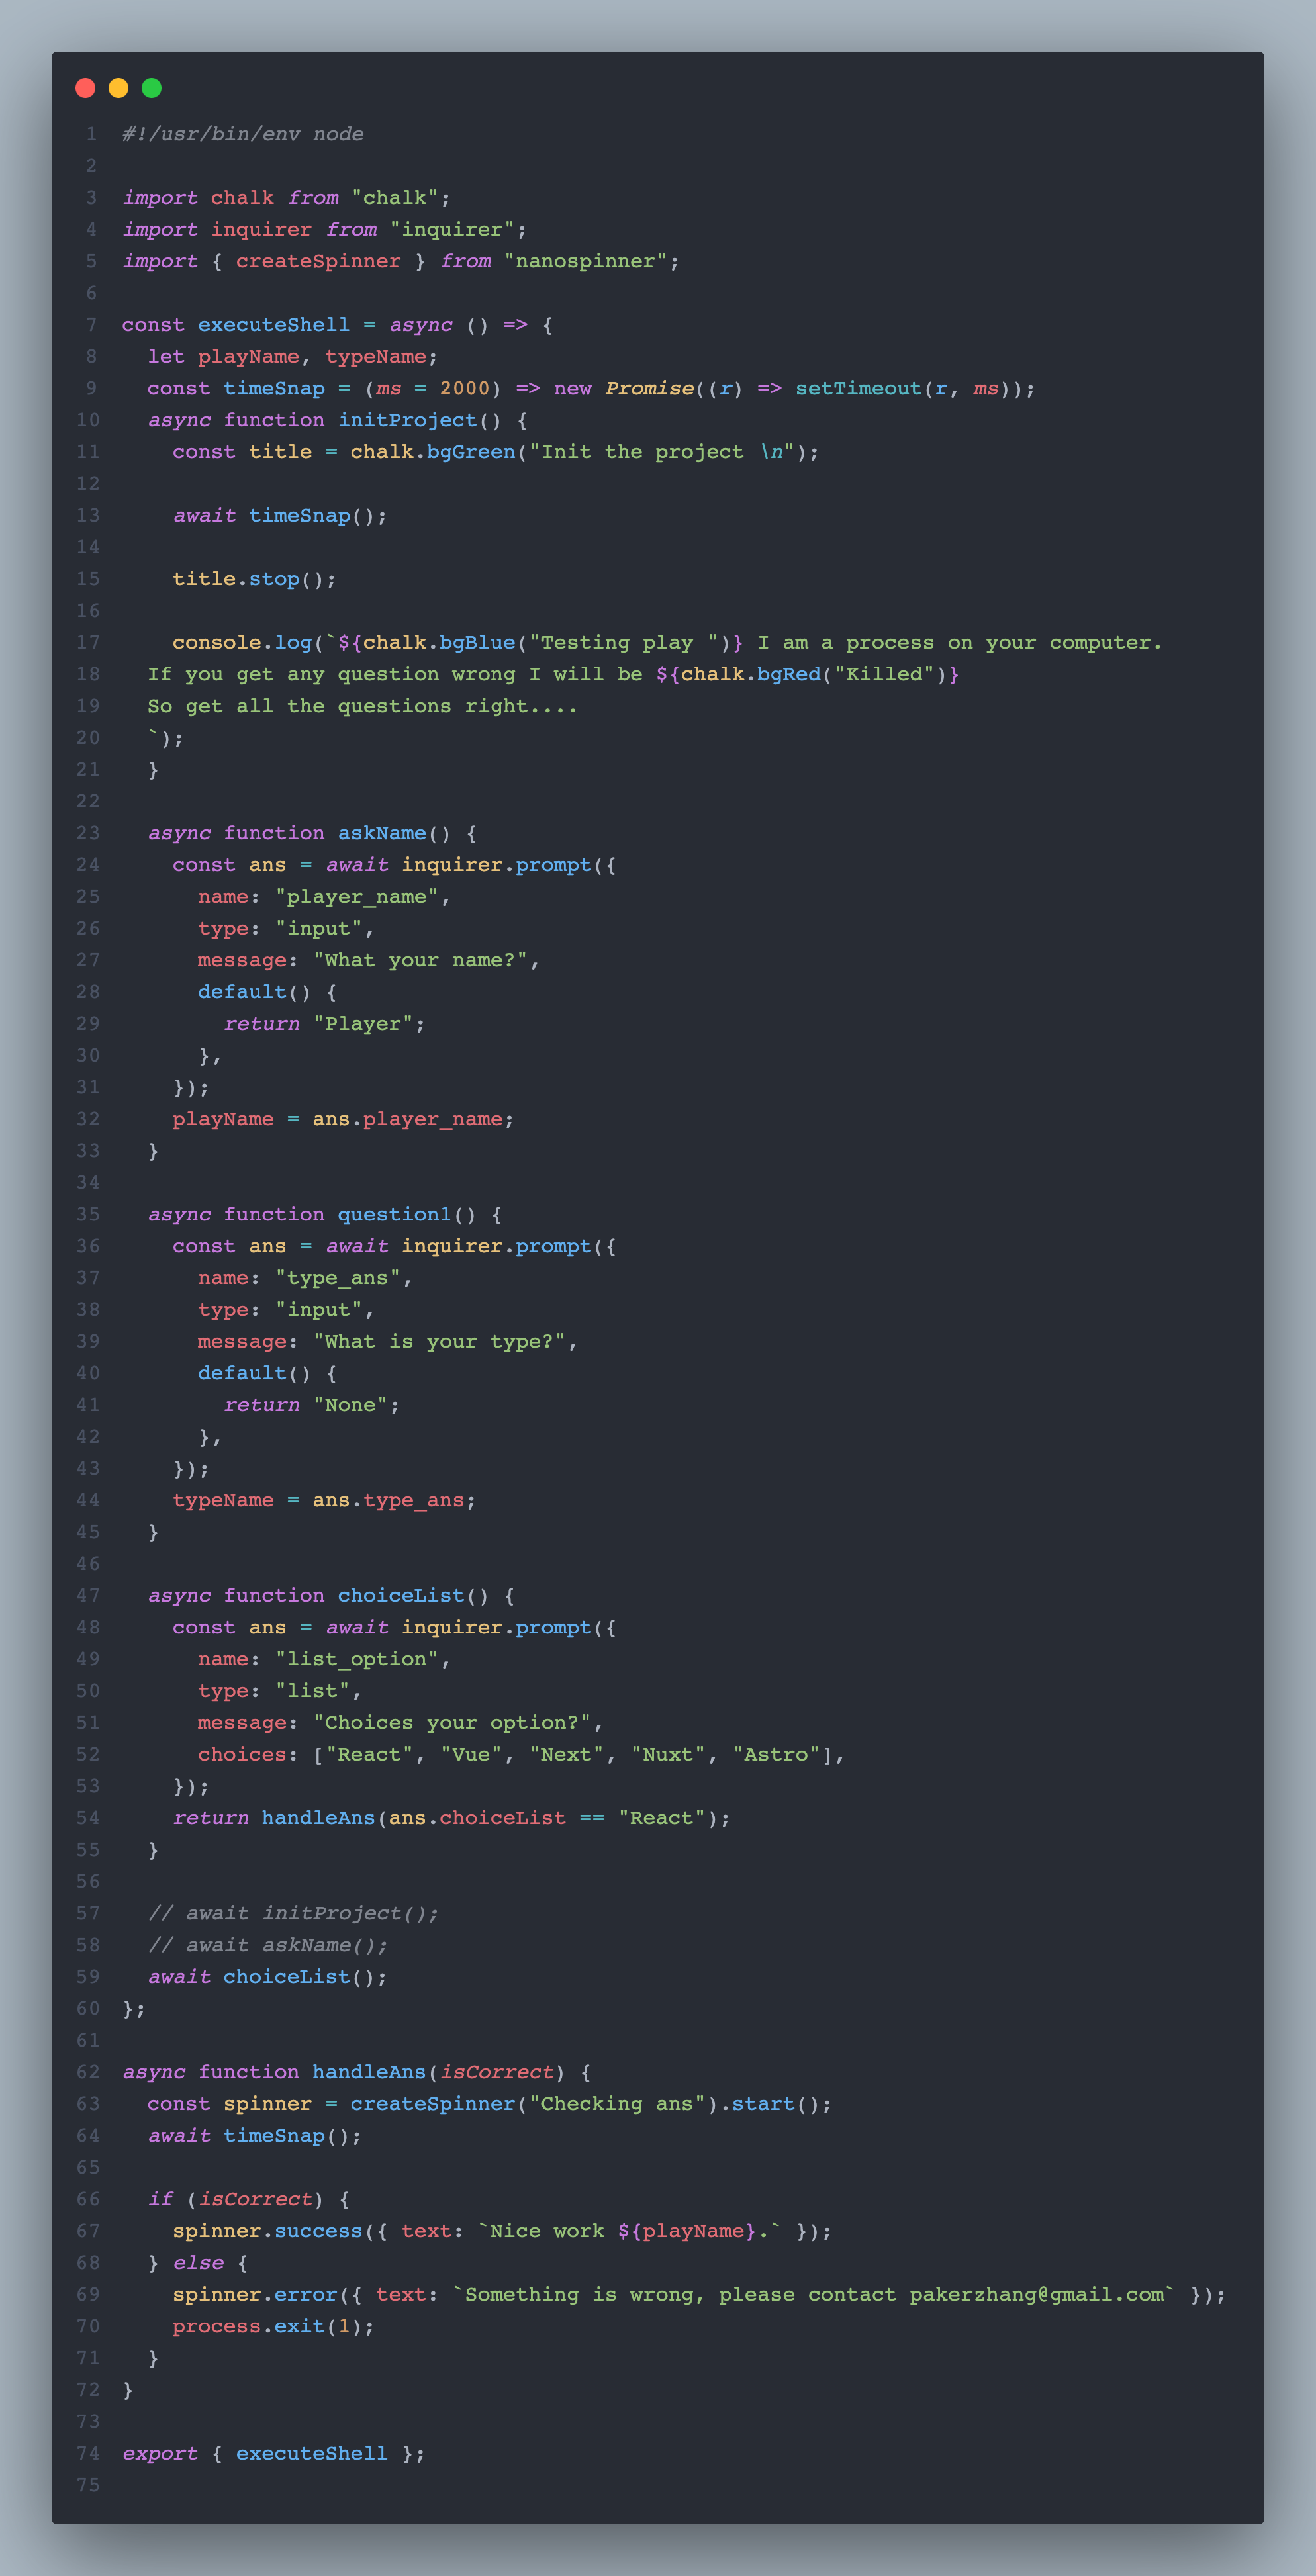 1 #!/usr/bin/env node
2
3 import chalk from "chalk";
4 import inquirer from "inquirer";
5 import { createSpinner } from "nanospinner";
6
7 const executeShell = async () => {
8   let playName, typeName;
9   const timeSnap = (ms = 2000) => new Promise((r) => setTimeout(r, ms));
10   async function initProject() {
11     const title = chalk.bgGreen("Init the project \n");
12
13     await timeSnap();
14
15     title.stop();
16
17     console.log(`${chalk.bgBlue("Testing play ")} I am a process on your computer.
18   If you get any question wrong I will be ${chalk.bgRed("Killed")}
19   So get all the questions right....
20   `);
21   }
22
23   async function askName() {
24     const ans = await inquirer.prompt({
25       name: "player_name",
26       type: "input",
27       message: "What your name?",
28       default() {
29         return "Player";
30       },
31     });
32     playName = ans.player_name;
33   }
34
35   async function question1() {
36     const ans = await inquirer.prompt({
37       name: "type_ans",
38       type: "input",
39       message: "What is your type?",
40       default() {
41         return "None";
42       },
43     });
44     typeName = ans.type_ans;
45   }
46
47   async function choiceList() {
48     const ans = await inquirer.prompt({
49       name: "list_option",
50       type: "list",
51       message: "Choices your option?",
52       choices: ["React", "Vue", "Next", "Nuxt", "Astro"],
53     });
54     return handleAns(ans.choiceList == "React");
55   }
56
57   // await initProject();
58   // await askName();
59   await choiceList();
60 };
61
62 async function handleAns(isCorrect) {
63   const spinner = createSpinner("Checking ans").start();
64   await timeSnap();
65
66   if (isCorrect) {
67     spinner.success({ text: `Nice work ${playName}.` });
68   } else {
69     spinner.error({ text: `Something is wrong, please contact pakerzhang@gmail.com` });
70     process.exit(1);
71   }
72 }
73
74 export { executeShell };
75